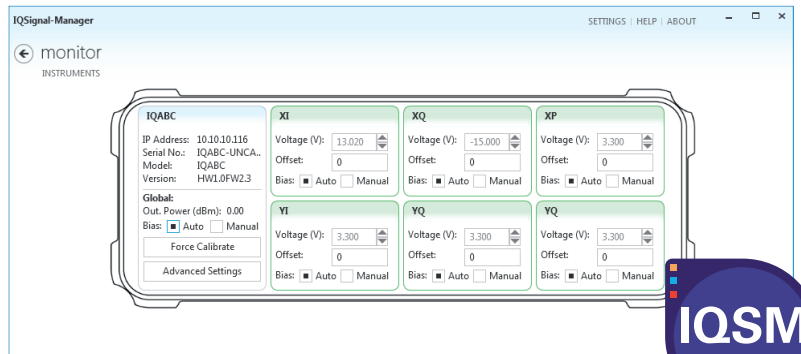 IQSignal-Manager
SETTINGS | HELP | ABOUT
monitor
INSTRUMENTS
IQABC
IP Address: 10.10.10.116
Serial No.: IQABC-UNCA..
Model: IQABC
Version: HW1.0FW2.3
Global:
Out. Power (dBm): 0.00
Bias: Auto Manual
Force Calibrate
Advanced Settings
XI
Voltage (V): 13.020
Offset: 0
Bias: Auto Manual
XQ
Voltage (V): -15.000
Offset: 0
Bias: Auto Manual
XP
Voltage (V): 3.300
Offset: 0
Bias: Auto Manual
YI
Voltage (V): 3.300
Offset: 0
Bias: Auto Manual
YQ
Voltage (V): 3.300
Offset: 0
Bias: Auto Manual
YQ
Voltage (V): 3.300
Offset: 0
Bias: Auto Manual
IQSM